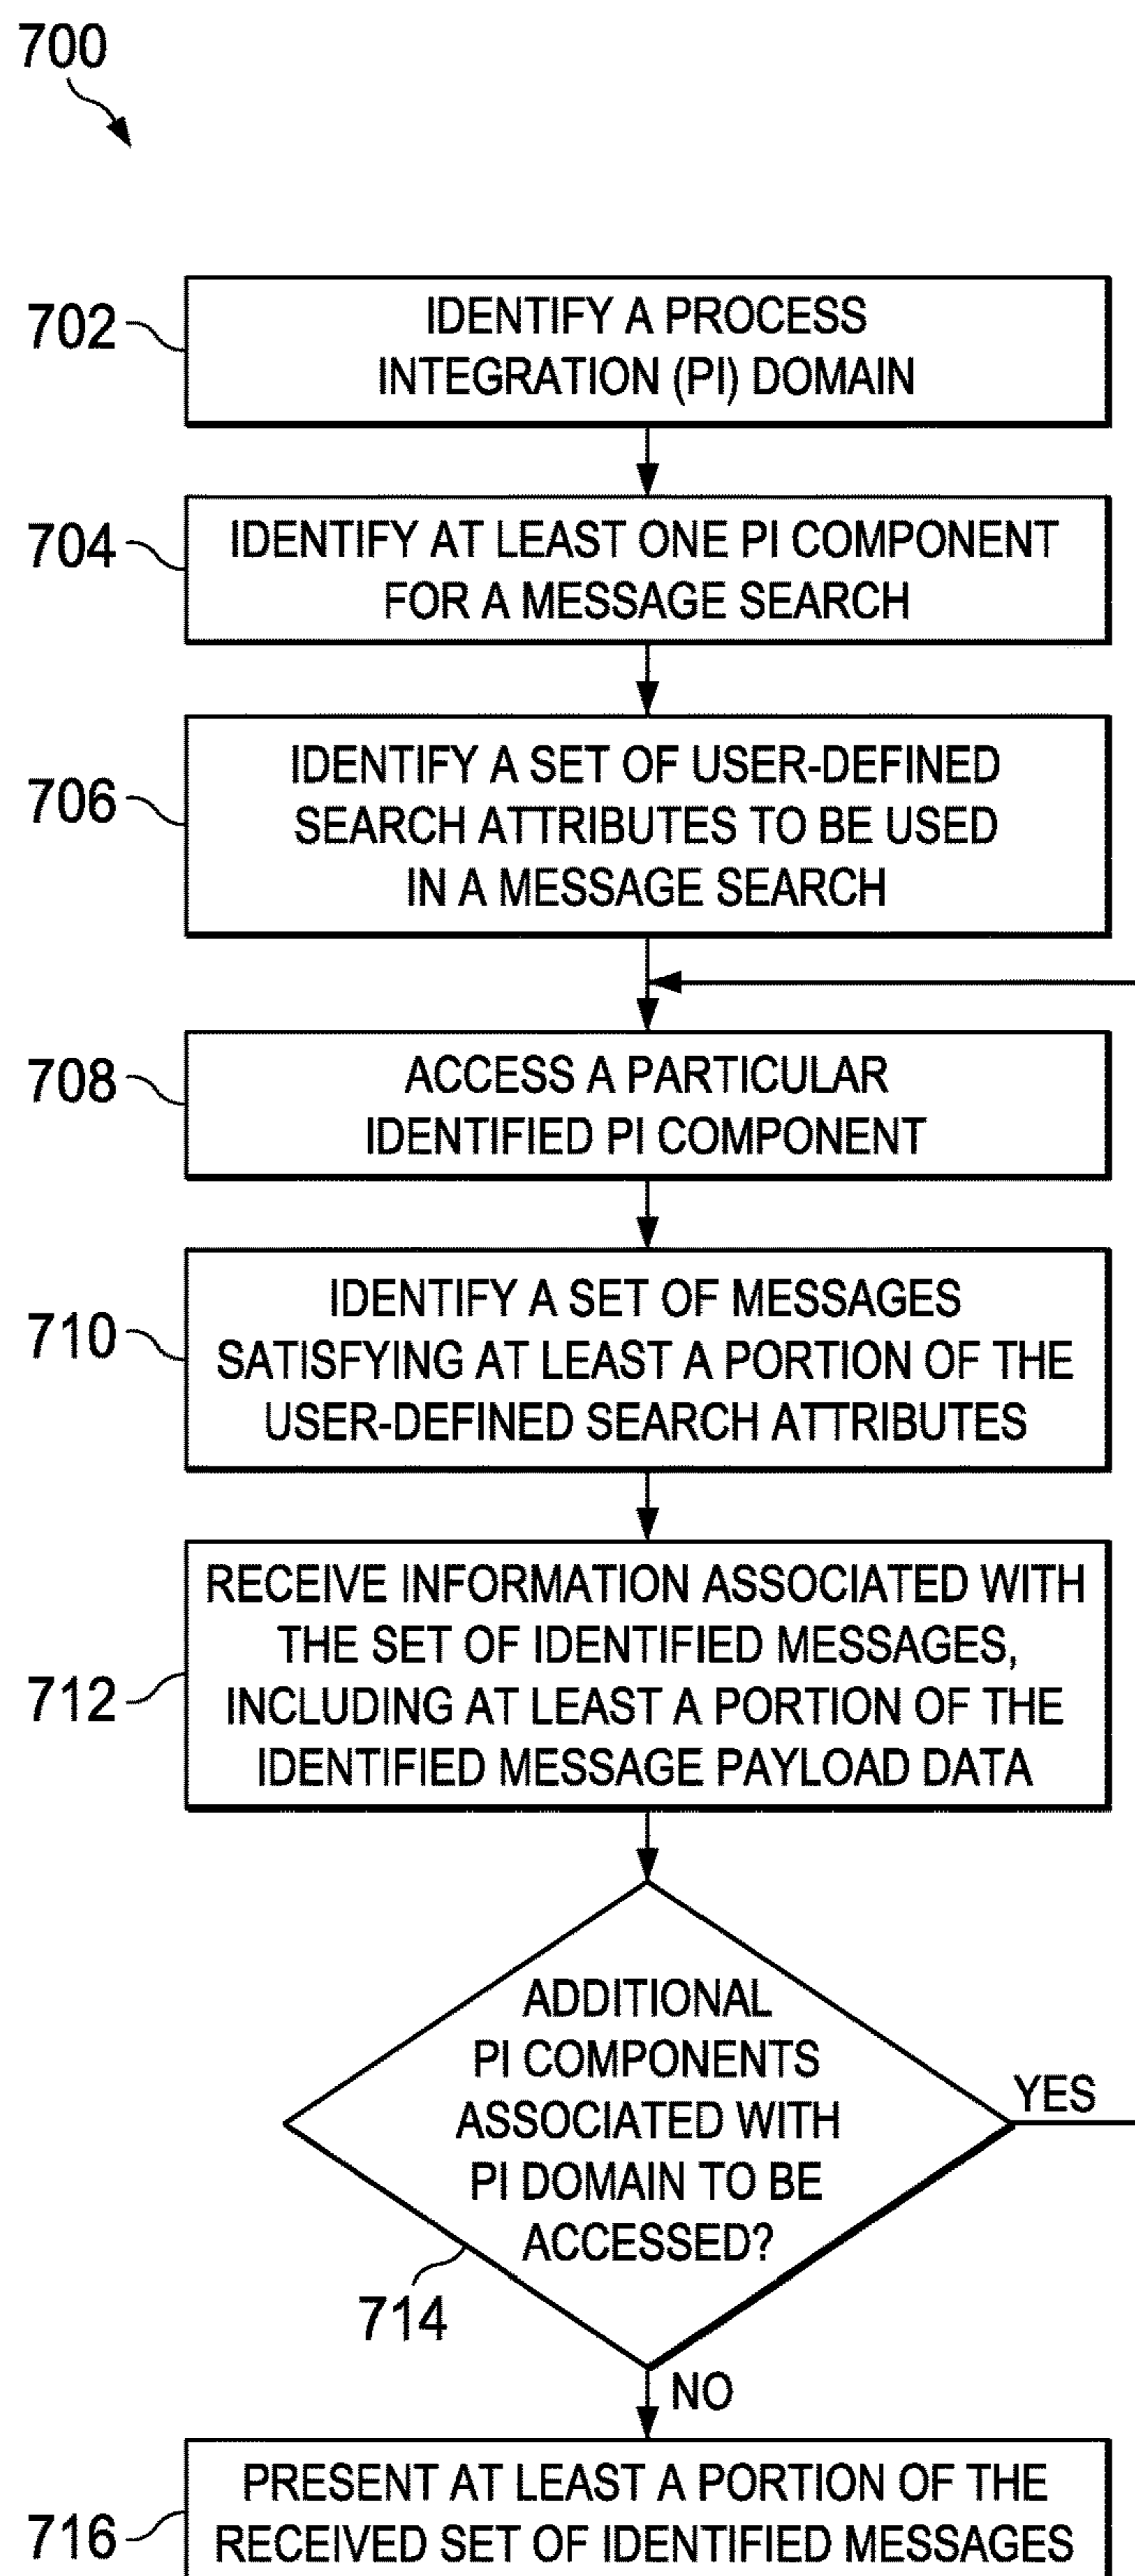 700
702
IDENTIFY A PROCESS
INTEGRATION (PI) DOMAIN
704
IDENTIFY AT LEAST ONE PI COMPONENT
FOR A MESSAGE SEARCH
706
IDENTIFY A SET OF USER-DEFINED
SEARCH ATTRIBUTES TO BE USED
IN A MESSAGE SEARCH
708
ACCESS A PARTICULAR
IDENTIFIED PI COMPONENT
710
IDENTIFY A SET OF MESSAGES
SATISFYING AT LEAST A PORTION OF THE
USER-DEFINED SEARCH ATTRIBUTES
712
RECEIVE INFORMATION ASSOCIATED WITH
THE SET OF IDENTIFIED MESSAGES,
INCLUDING AT LEAST A PORTION OF THE
IDENTIFIED MESSAGE PAYLOAD DATA
ADDITIONAL
PI COMPONENTS
ASSOCIATED WITH
PI DOMAIN TO BE
ACCESSED?
YES
714
NO
716
PRESENT AT LEAST A PORTION OF THE
RECEIVED SET OF IDENTIFIED MESSAGES